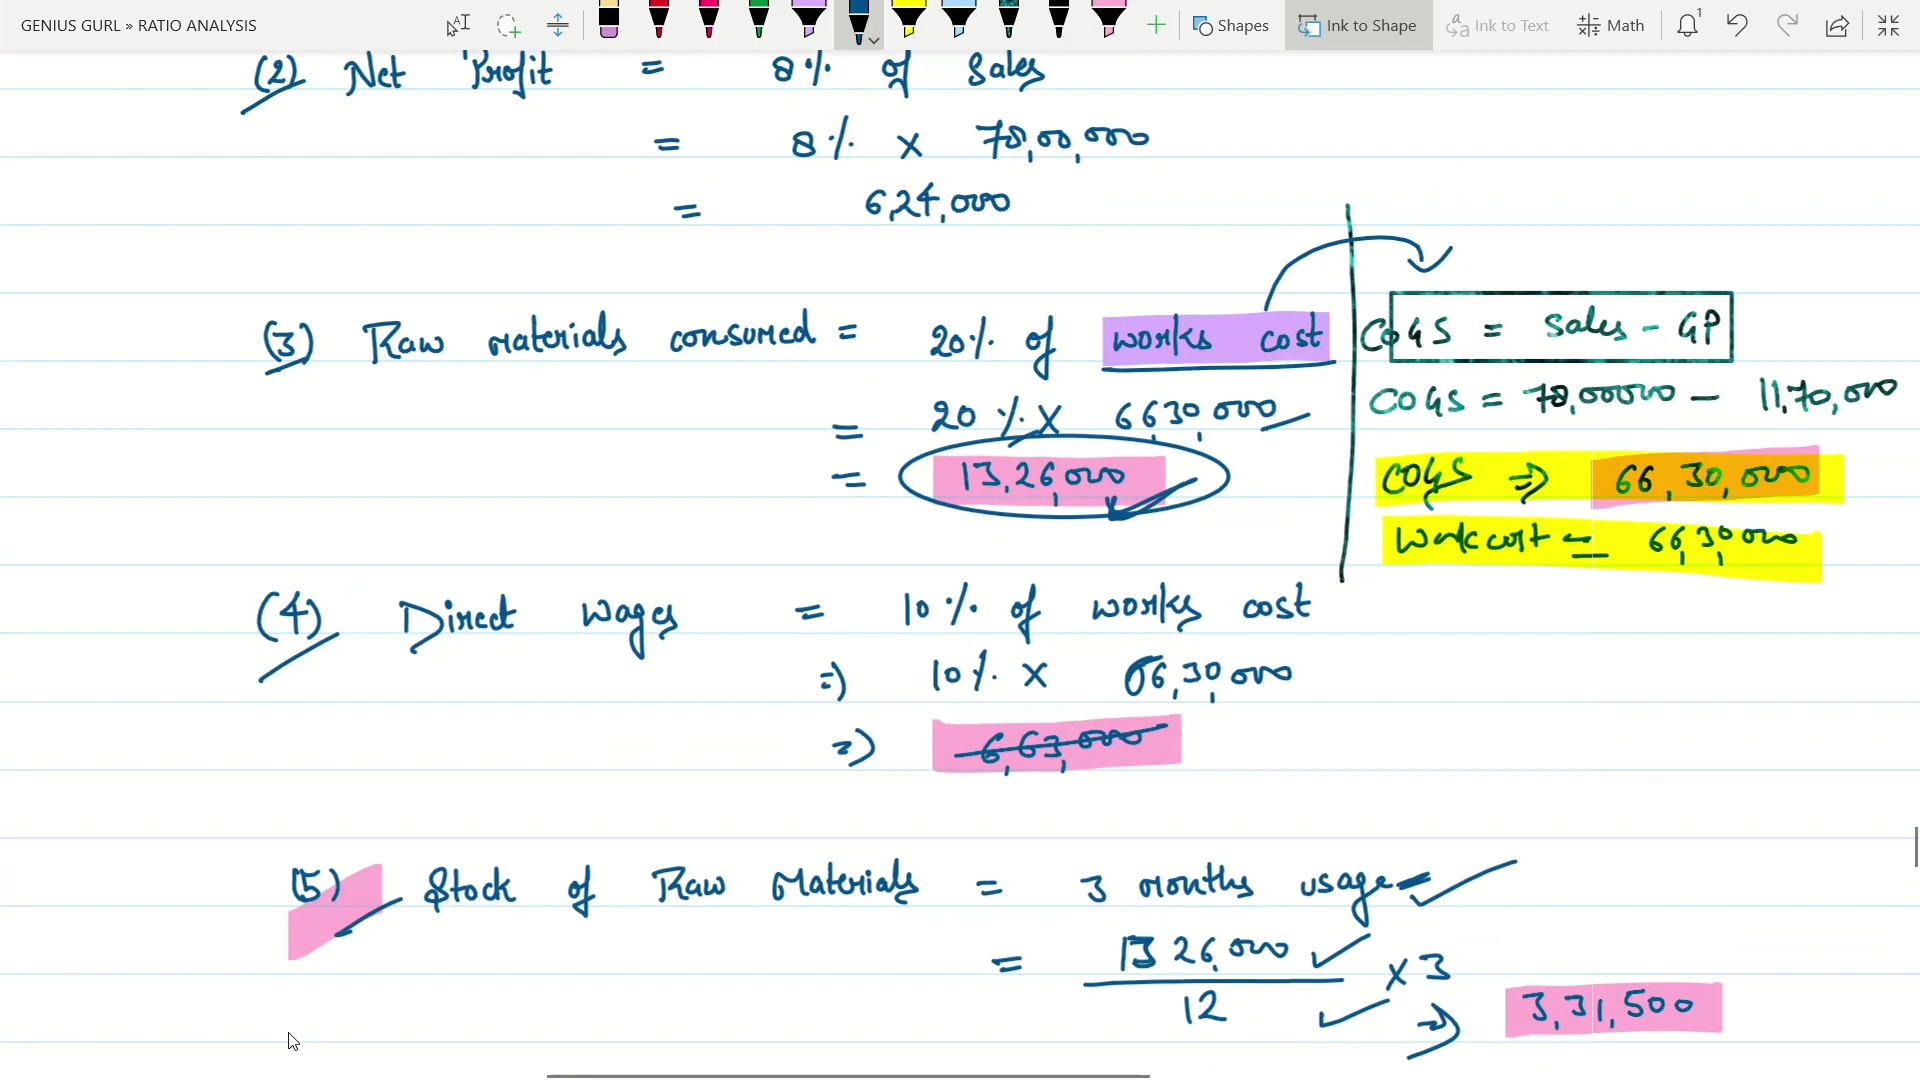 GENIUS GURL » RATIO ANALYSIS
Shapes
Ink to Shape
Ink to Text
Math
1
(2) Net Profit = 8% of Sales
= 8% x 78,00,000
= 6,24,000
(3) Raw materials consumed = 20% of works cost
= 20% x 66,30,000
= 13,26,000
COGS = Sales - GP
COGS = 78,00000 - 11,70,000
COGS ⇒ 66,30,000
Work cost = 66,30,000
(4) Direct wages = 10% of works cost
⇒ 10% x 66,30,000
⇒ 6,63,000
(5) Stock of Raw Materials = 3 months usage
= 13 26,000 / 12 x 3
⇒ 3,31,500